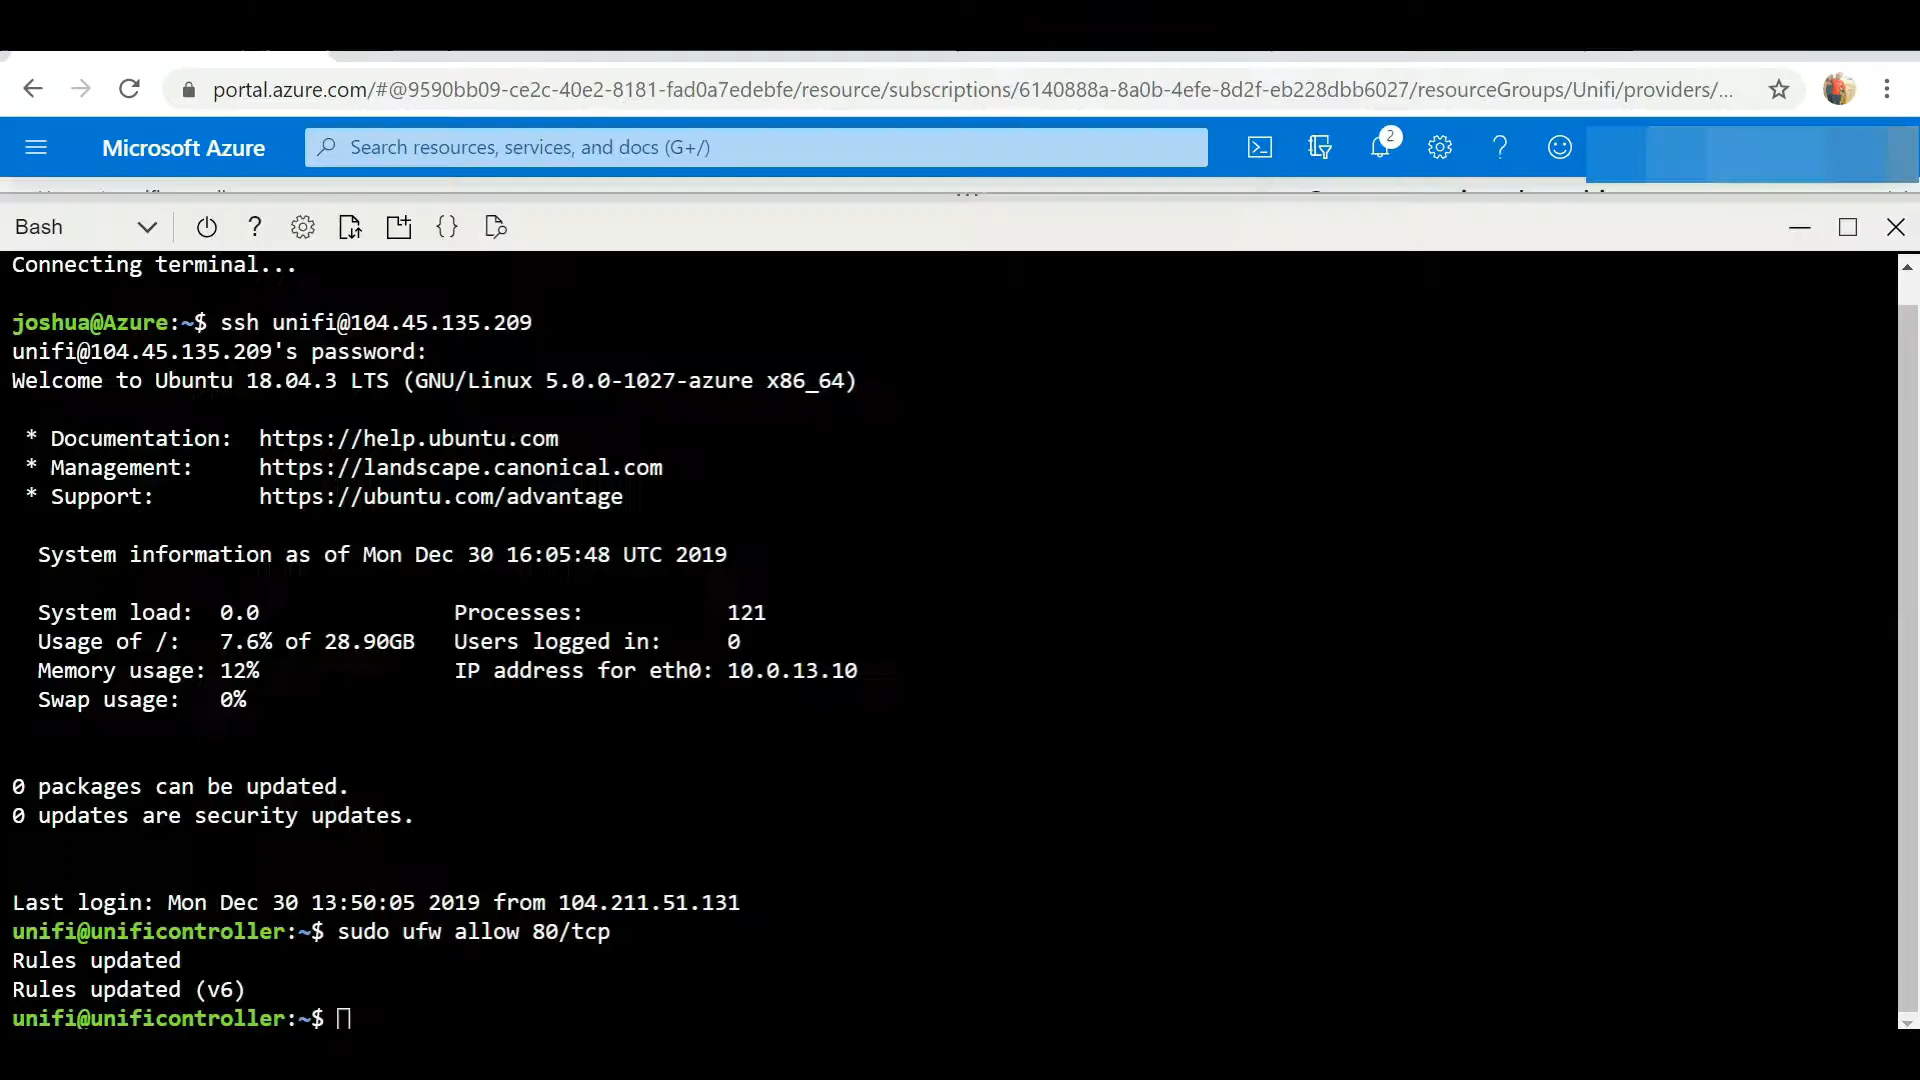 portal.azure.com/#@9590bb09-ce2c-40e2-8181-fad0a7edebfe/resource/subscriptions/6140888a-8a0b-4efe-8d2f-eb228dbb6027/resourceGroups/Unifi/providers/...
Microsoft Azure
Search resources, services, and docs (G+/)
2
Bash
Connecting terminal...
joshua@Azure:~$ ssh unifi@104.45.135.209
unifi@104.45.135.209's password:
Welcome to Ubuntu 18.04.3 LTS (GNU/Linux 5.0.0-1027-azure x86_64)
* Documentation:  https://help.ubuntu.com
* Management:     https://landscape.canonical.com
* Support:        https://ubuntu.com/advantage
System information as of Mon Dec 30 16:05:48 UTC 2019
System load:  0.0               Processes:           121
Usage of /:   7.6% of 28.90GB   Users logged in:     0
Memory usage: 12%               IP address for eth0: 10.0.13.10
Swap usage:   0%
0 packages can be updated.
0 updates are security updates.
Last login: Mon Dec 30 13:50:05 2019 from 104.211.51.131
unifi@unificontroller:~$ sudo ufw allow 80/tcp
Rules updated
Rules updated (v6)
unifi@unificontroller:~$